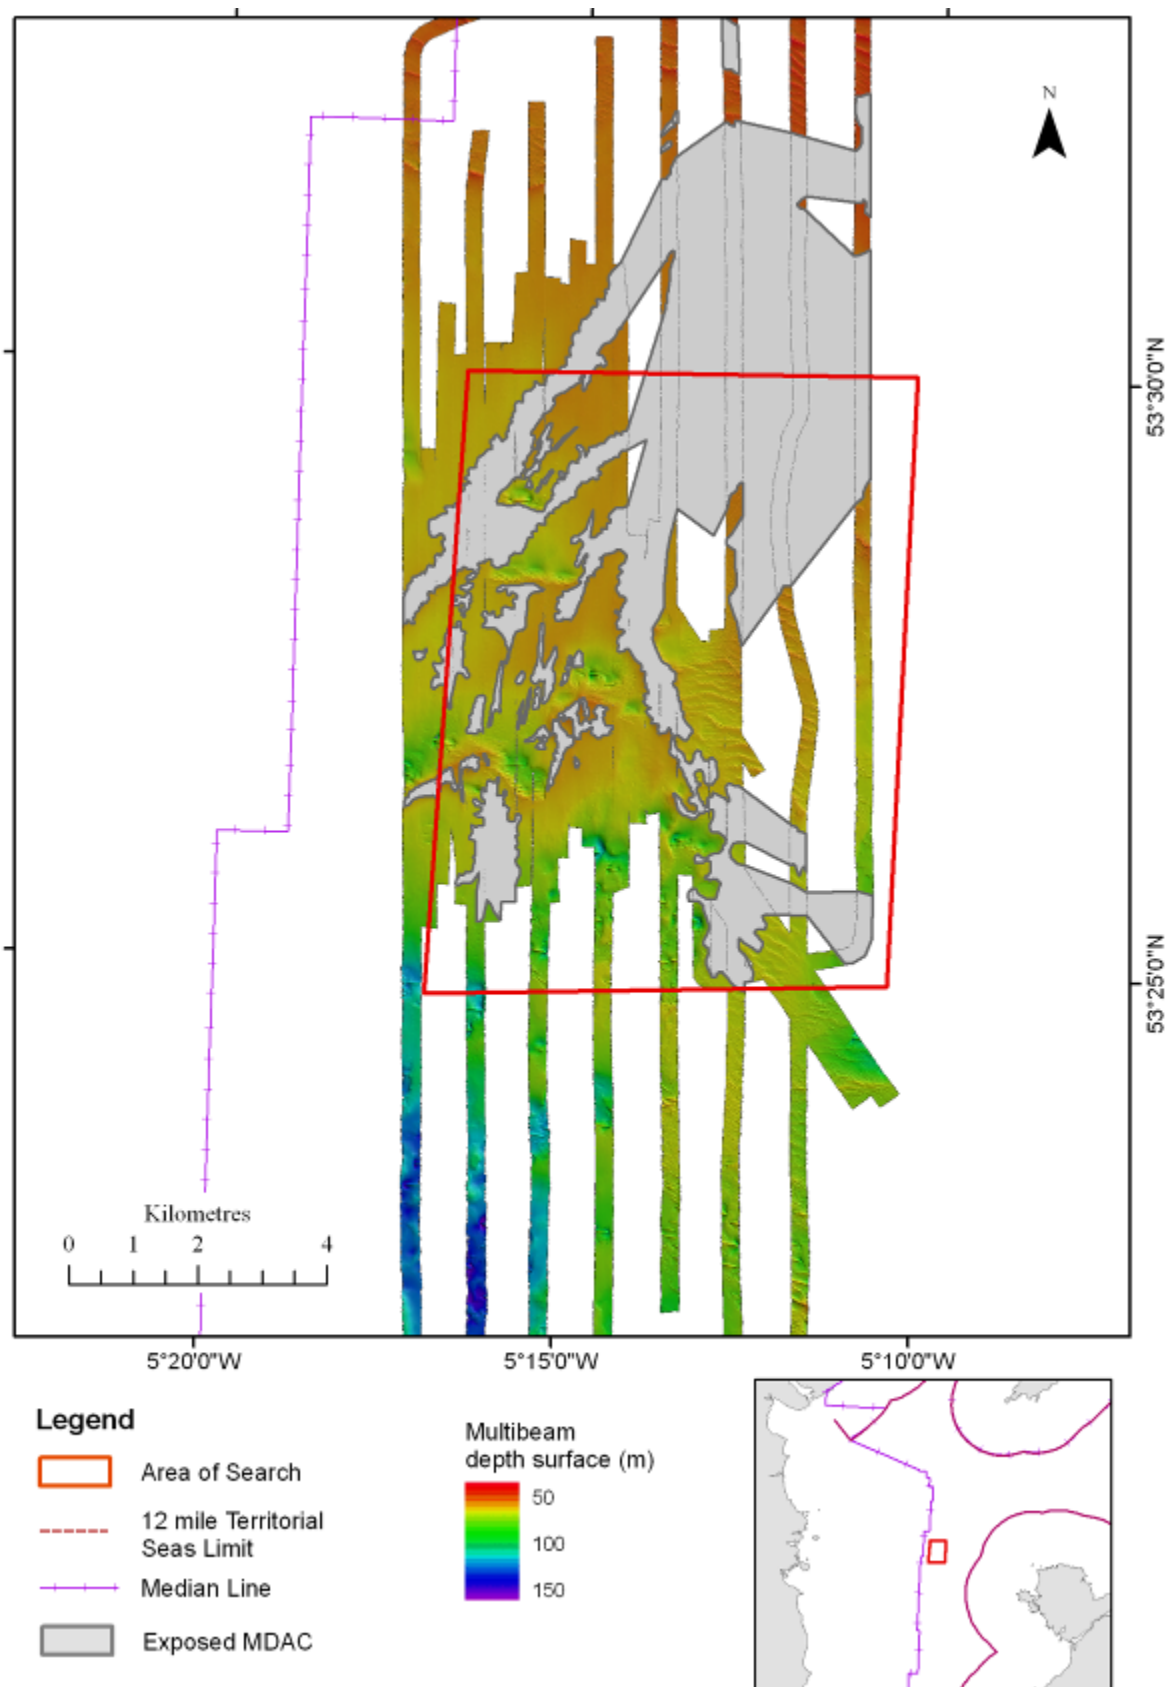 N
53°30'0"N
53°25'0"N
Kilometres
0 1 2 4
5°20'0"W 5°15'0"W 5°10'0"W
Legend
Area of Search
12 mile Territorial
Seas Limit
Median Line
Exposed MDAC
Multibeam
depth surface (m)
50
100
150